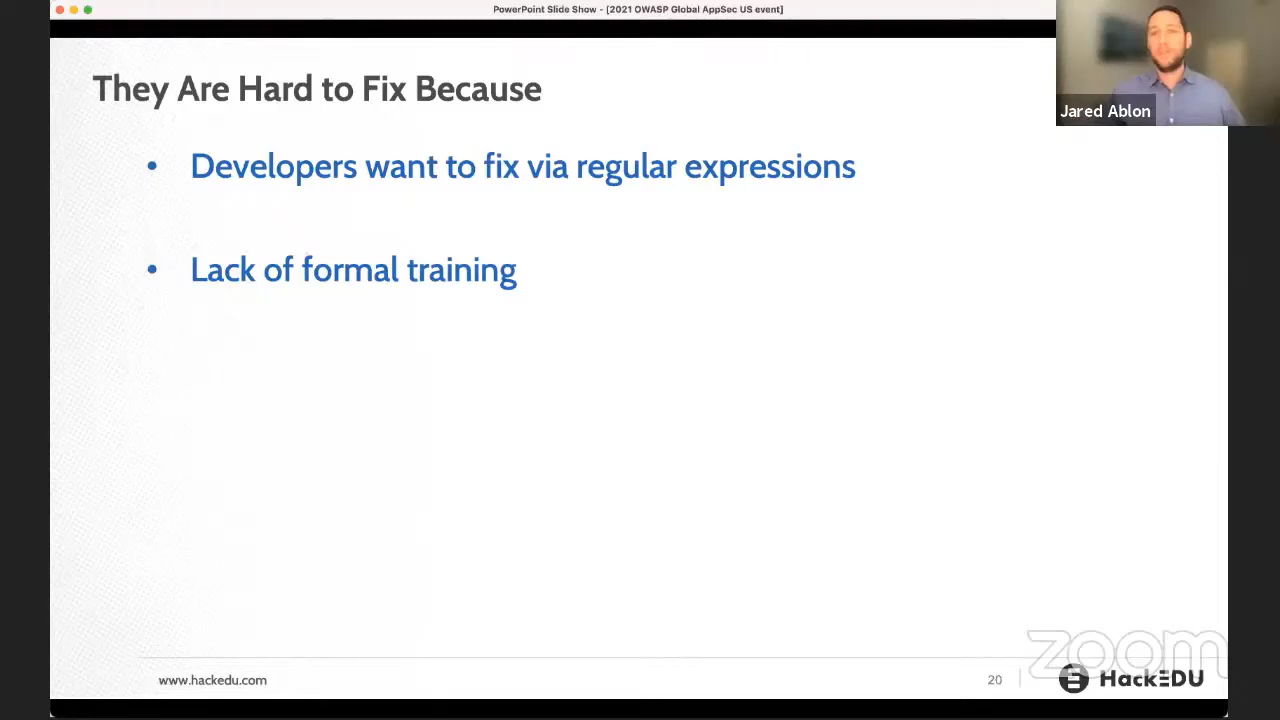 PowerPoint Slide Show - [2021 OWASP Global AppSec US event]
They Are Hard to Fix Because
Jared Ablon
• Developers want to fix via regular expressions
• Lack of formal training
zoom
www.hackedu.com
20
HackEDU